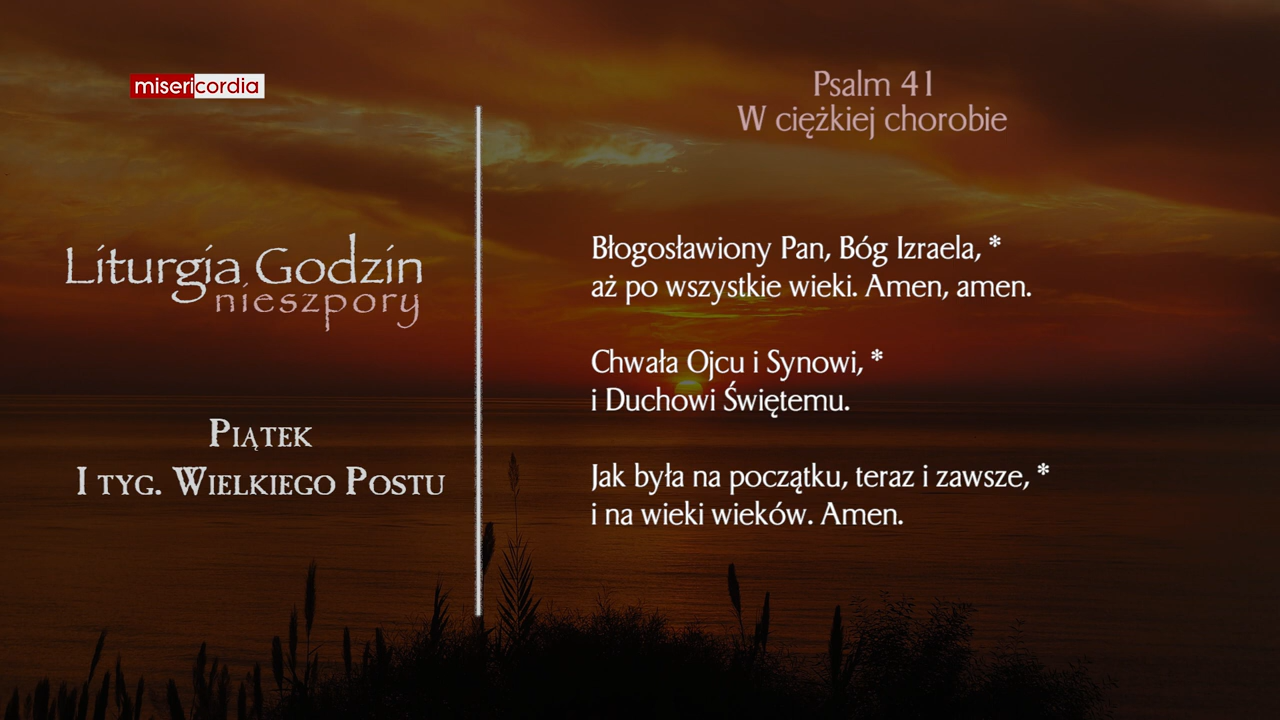 misericordia
Liturgia Godzin
nieszpory
Piątek
I tyg. Wielkiego Postu
Psalm 41
W ciężkiej chorobie
Błogosławiony Pan, Bóg Izraela, *
aż po wszystkie wieki. Amen, amen.
Chwała Ojcu i Synowi, *
i Duchowi Świętemu.
Jak była na początku, teraz i zawsze, *
i na wieki wieków. Amen.